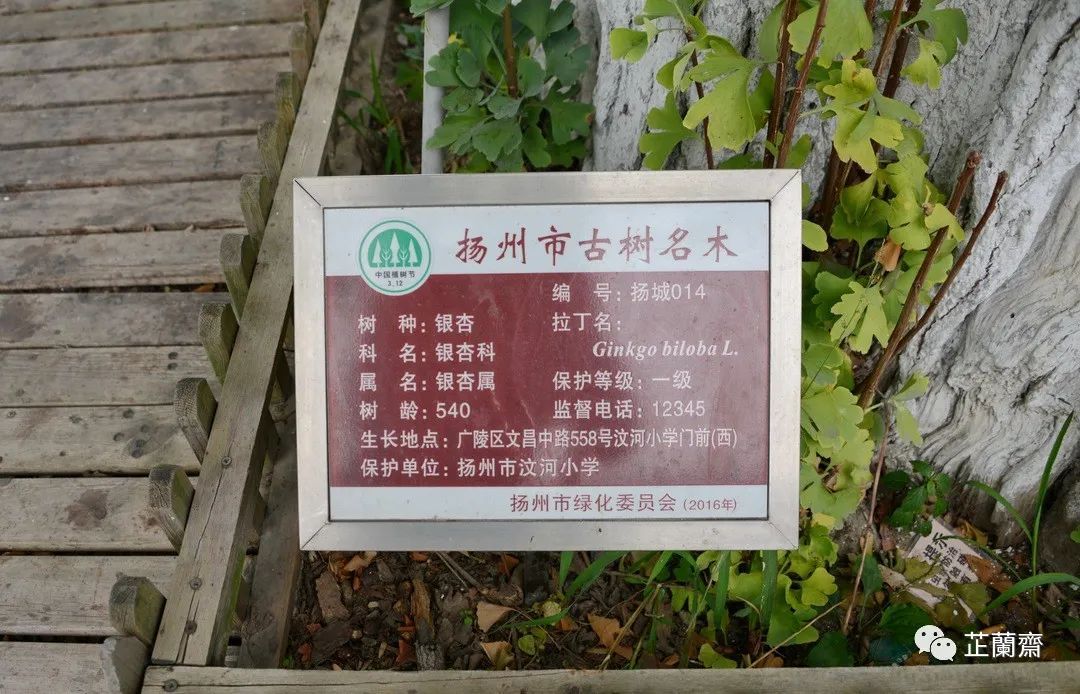 扬州市古树名木
中国植树节
3.12
编 号：扬城014
树 种：银杏
拉丁名：
科 名：银杏科
Ginkgo biloba L.
属 名：银杏属
保护等级：一级
树 龄：540
监督电话：12345
生长地点：广陵区文昌中路558号汶河小学门前(西)
保护单位：扬州市汶河小学
扬州市绿化委员会（2016年）
芷蘭齋